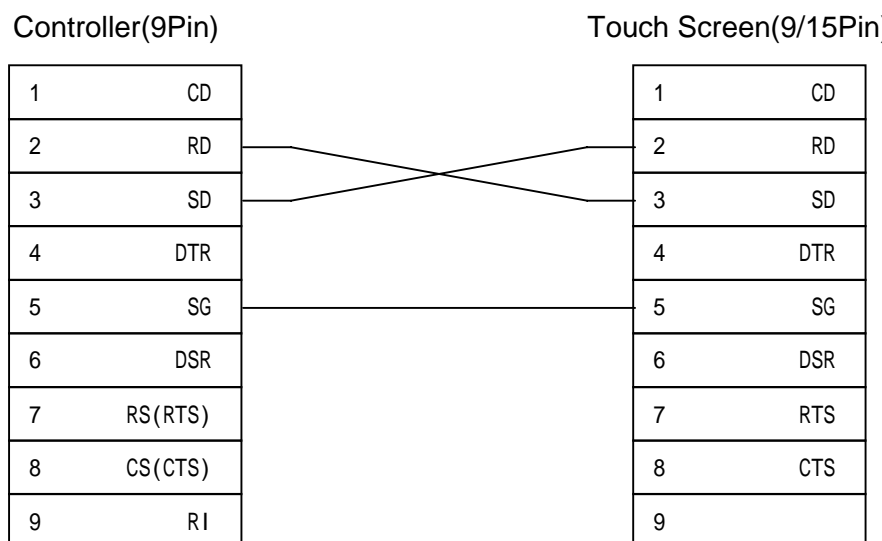 Controller(9Pin) Touch Screen(9/15Pin)
1 CD 1 CD
2 RD 2 RD
3 SD 3 SD
4 DTR 4 DTR
5 SG 5 SG
6 DSR 6 DSR
7 RS(RTS) 7 RTS
8 CS(CTS) 8 CTS
9 RI 9